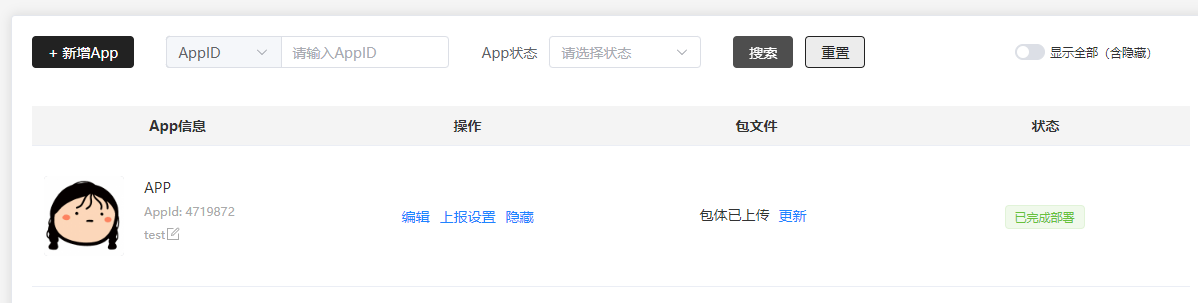 + 新增App AppID 请输入AppID App状态 请选择状态 搜索 重置 显示全部（含隐藏）
App信息 操作 包文件 状态
APP
AppId: 4719872
test
编辑 上报设置 隐藏 包体已上传 更新 已完成部署